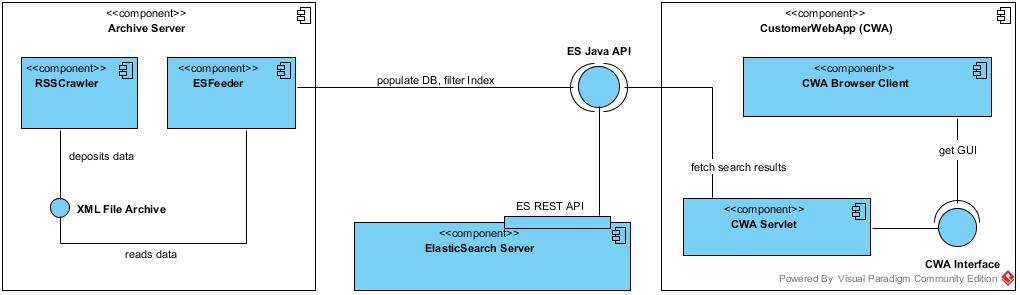 <<component>>
Archive Server
<<component>>
RSSCrawler
<<component>>
ESFeeder
deposits data
XML File Archive
reads data
populate DB, filter Index
ES Java API
ES REST API
<<component>>
ElasticSearch Server
<<component>>
CustomerWebApp (CWA)
<<component>>
CWA Browser Client
get GUI
fetch search results
<<component>>
CWA Servlet
CWA Interface
Powered By Visual Paradigm Community Edition